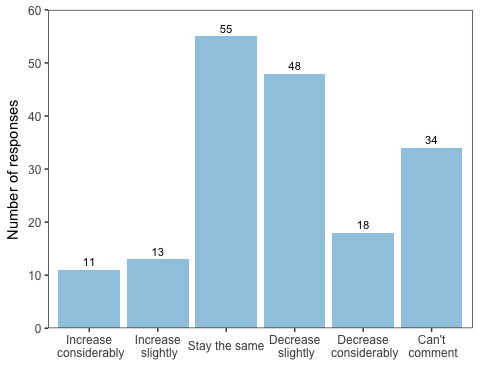 Number of responses
60
50
40
30
20
10
0
11
13
55
48
18
34
Increase
considerably
Increase
slightly
Stay the same
Decrease
slightly
Decrease
considerably
Can't
comment